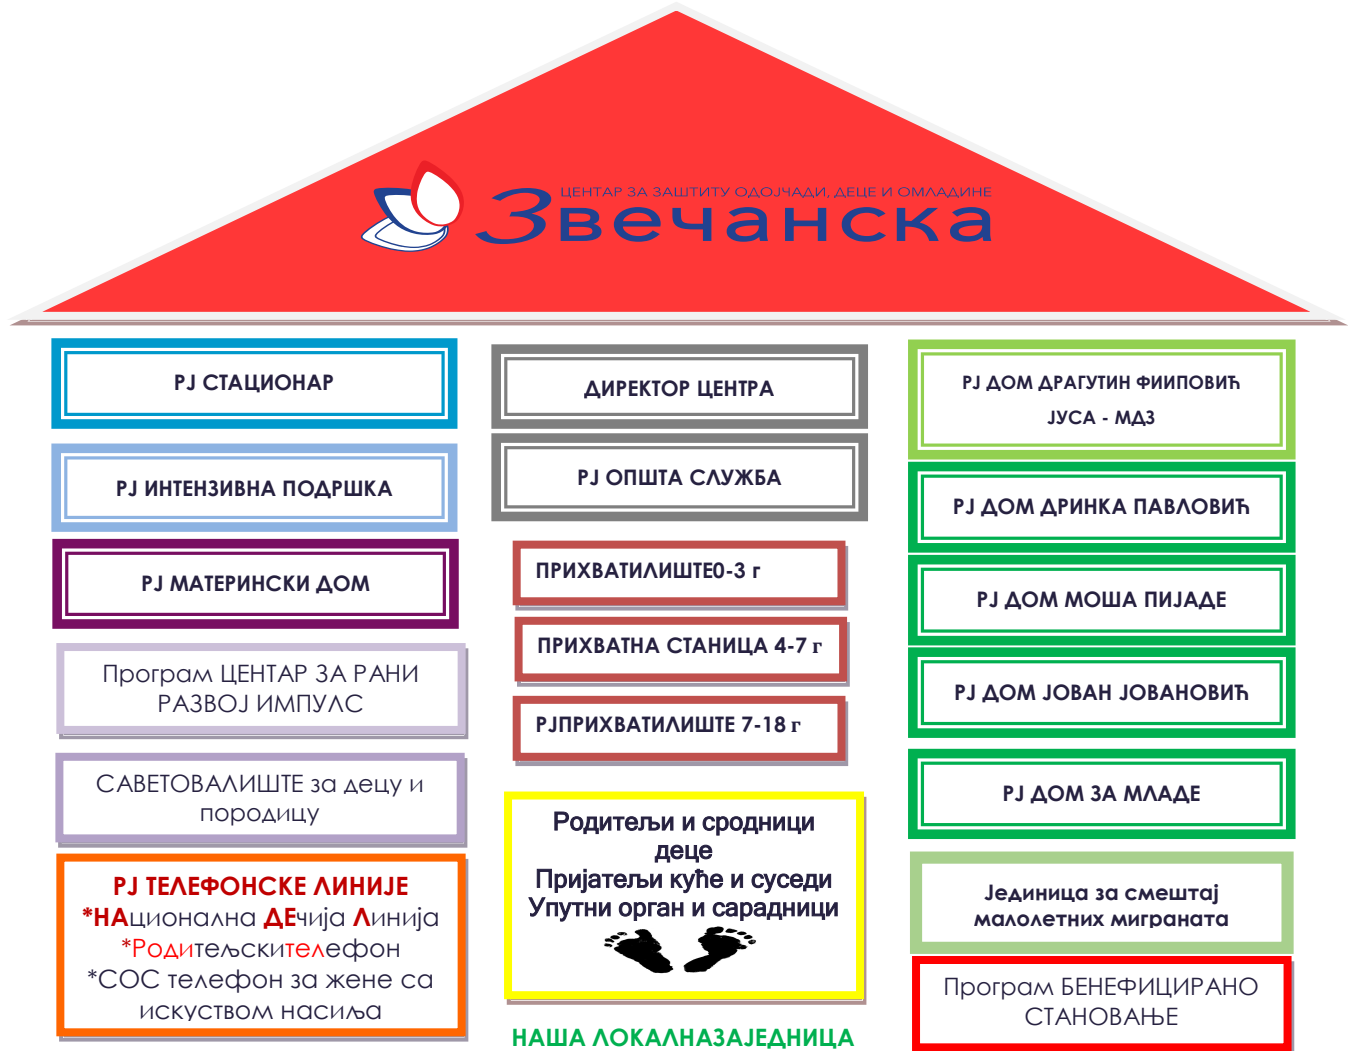 ЦЕНТАР ЗА ЗАШТИТУ ОДОЈЧАДИ, ДЕЦЕ И ОМЛАДИНЕ
Звечанска
РЈ СТАЦИОНАР
РЈ ИНТЕНЗИВНА ПОДРШКА
РЈ МАТЕРИНСКИ ДОМ
Програм ЦЕНТАР ЗА РАНИ
РАЗВОЈ ИМПУЛС
САВЕТОВАЛИШТЕ за децу и
породицу
РЈ ТЕЛЕФОНСКЕ ЛИНИЈЕ
*НАционална ДЕчија Линија
*Родитељскителефон
*СОС телефон за жене са
искуством насиља
ДИРЕКТОР ЦЕНТРА
РЈ ОПШТА СЛУЖБА
ПРИХВАТИЛИШТЕ0-3 г
ПРИХВАТНА СТАНИЦА 4-7 г
РЈПРИХВАТИЛИШТЕ 7-18 г
Родитељи и сродници
деце
Пријатељи куће и суседи
Упутни орган и сарадници
НАША ЛОКАЛНАЗАЈЕДНИЦА
РЈ ДОМ ДРАГУТИН ФИИПОВИЋ
ЈУСА - МДЗ
РЈ ДОМ ДРИНКА ПАВЛОВИЋ
РЈ ДОМ МОША ПИЈАДЕ
РЈ ДОМ ЈОВАН ЈОВАНОВИЋ
РЈ ДОМ ЗА МЛАДЕ
Јединица за смештај
малолетних миграната
Програм БЕНЕФИЦИРАНО
СТАНОВАЊЕ